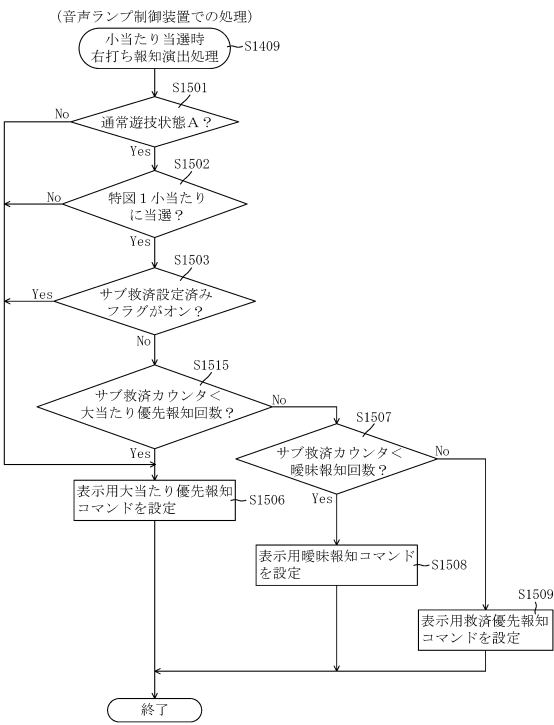 （音声ランプ制御装置での処理）
小当たり当選時
右打ち報知演出処理
S1409
S1501
通常遊技状態Ａ？
No
Yes
S1502
特図１小当たり
に当選？
No
Yes
S1503
サブ救済設定済み
フラグがオン？
Yes
No
S1515
サブ救済カウンタ＜
大当たり優先報知回数？
No
Yes
S1507
サブ救済カウンタ＜
曖昧報知回数？
No
Yes
表示用大当たり優先報知
コマンドを設定
S1506
表示用曖昧報知コマンド
を設定
S1508
S1509
表示用救済優先報知
コマンドを設定
終了